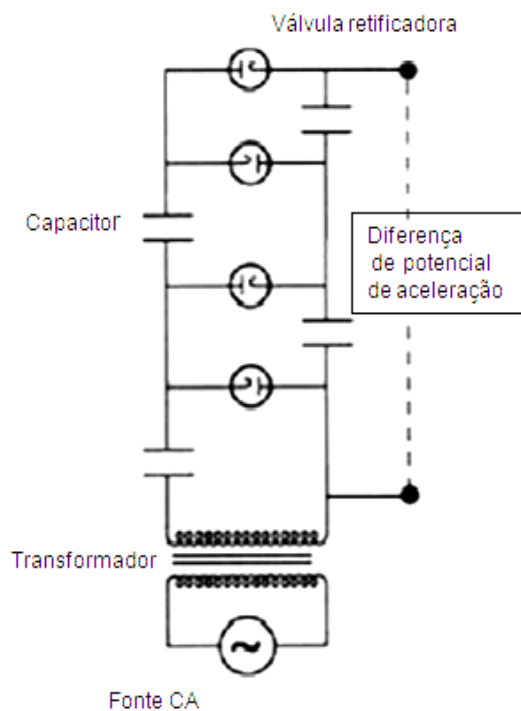 Válvula retificadora
Capacitor
Diferença
de potencial
de aceleração
Transformador
Fonte CA